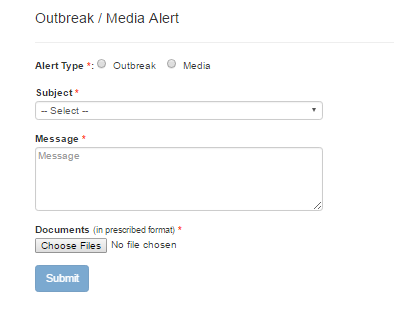 Outbreak / Media Alert
Alert Type *: Outbreak Media
Subject *
-- Select --
Message *
Message
Documents (in prescribed format) *
Choose Files No file chosen
Submit